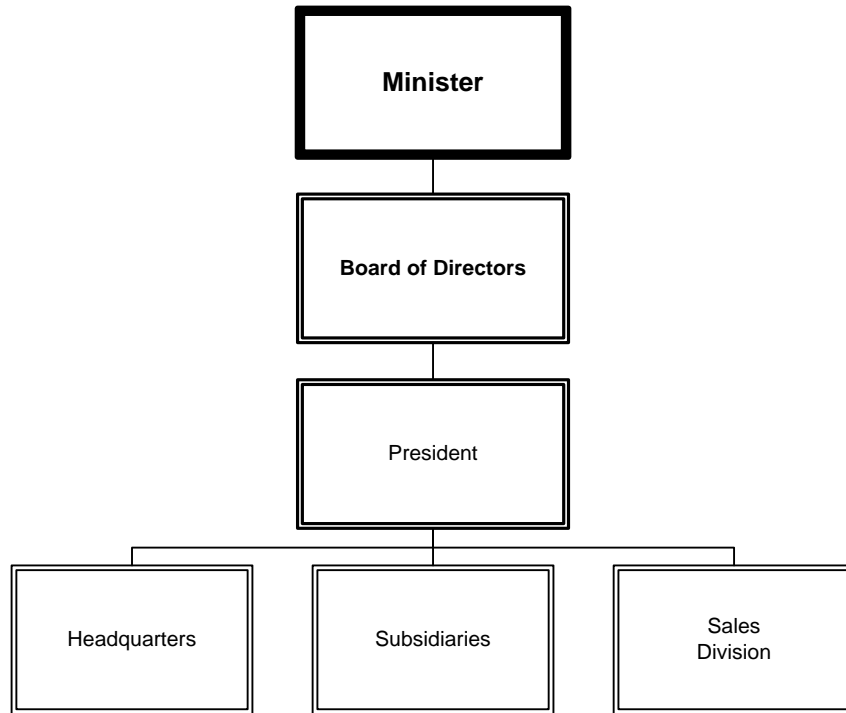 Minister
Board of Directors
President
Headquarters
Subsidiaries
Sales
Division